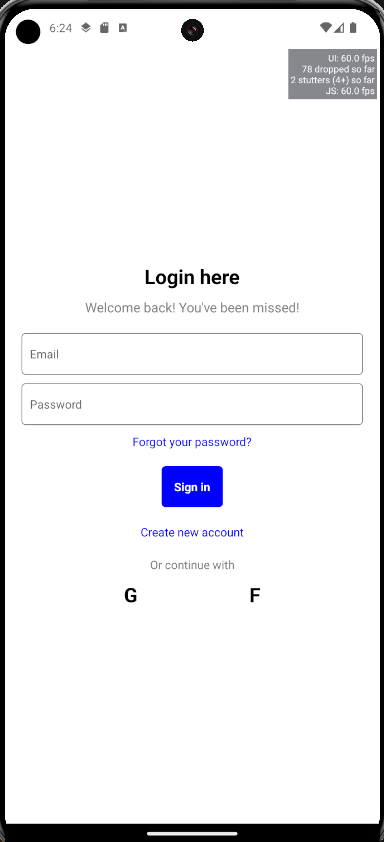 6:24
UI: 60.0 fps
78 dropped so far
2 stutters (4+) so far
JS: 60.0 fps
Login here
Welcome back! You've been missed!
Email
Password
Forgot your password?
Sign in
Create new account
Or continue with
G F